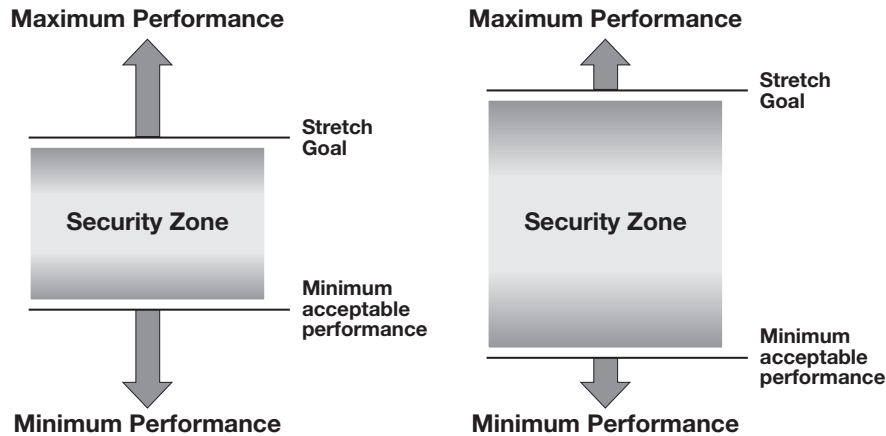 Maximum Performance
Stretch
Goal
Security Zone
Minimum
acceptable
performance
Minimum Performance
Maximum Performance
Stretch
Goal
Security Zone
Minimum
acceptable
performance
Minimum Performance